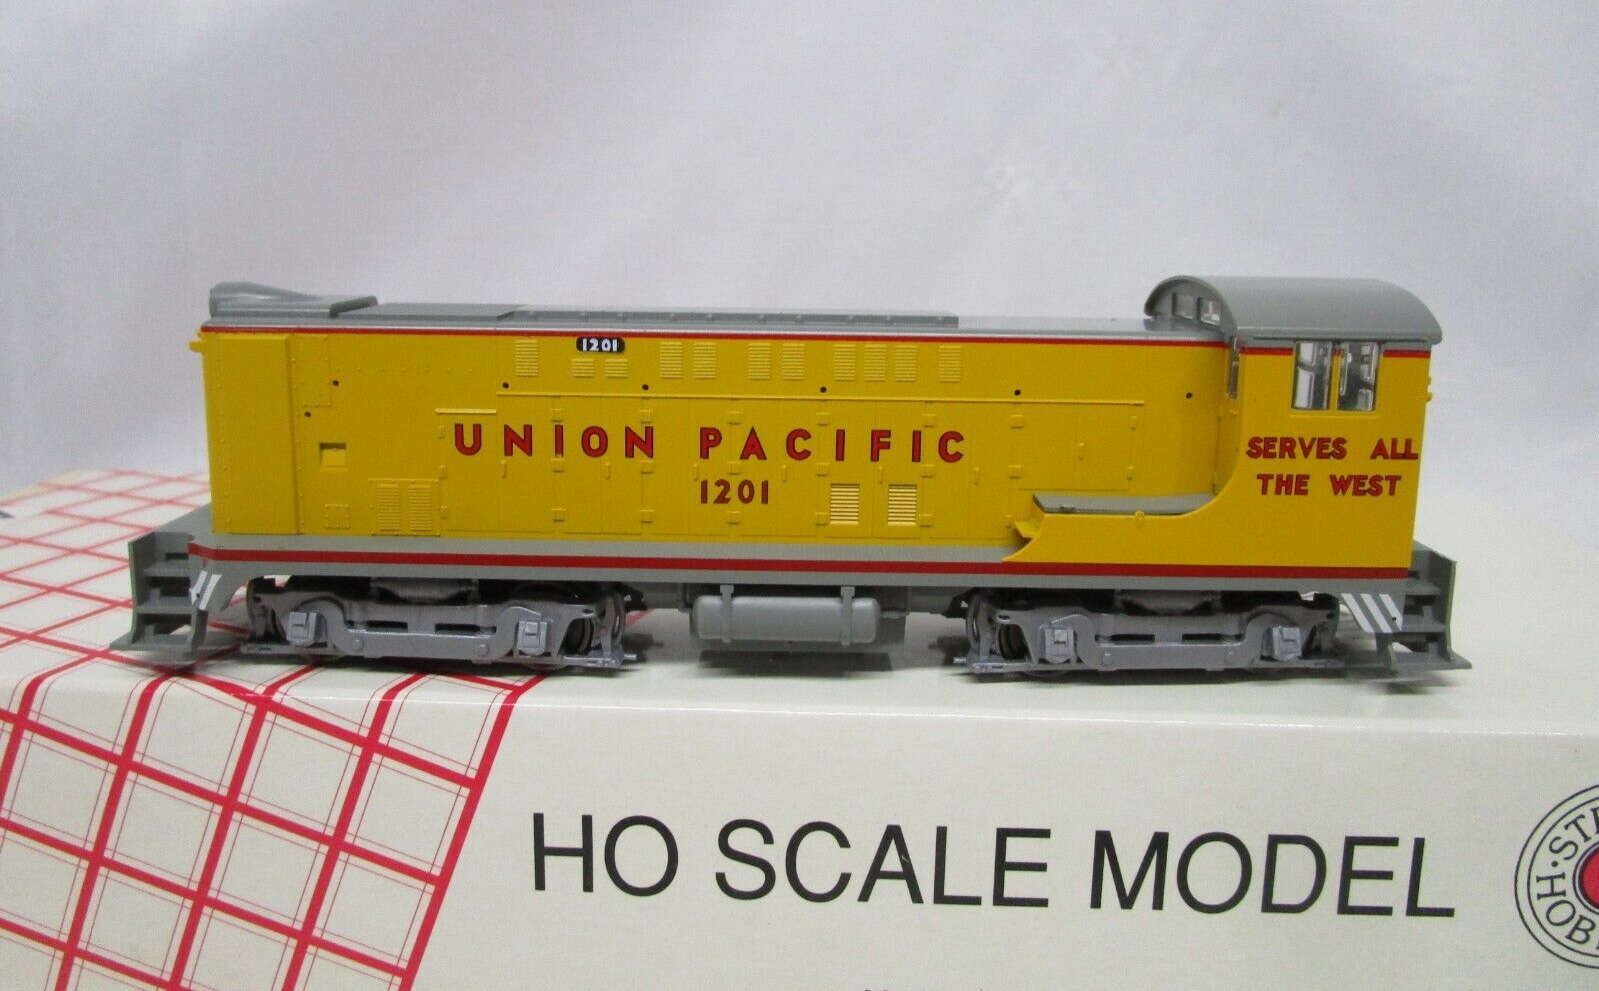 1201
UNION PACIFIC
1201
SERVES ALL
THE WEST
HO SCALE MODEL